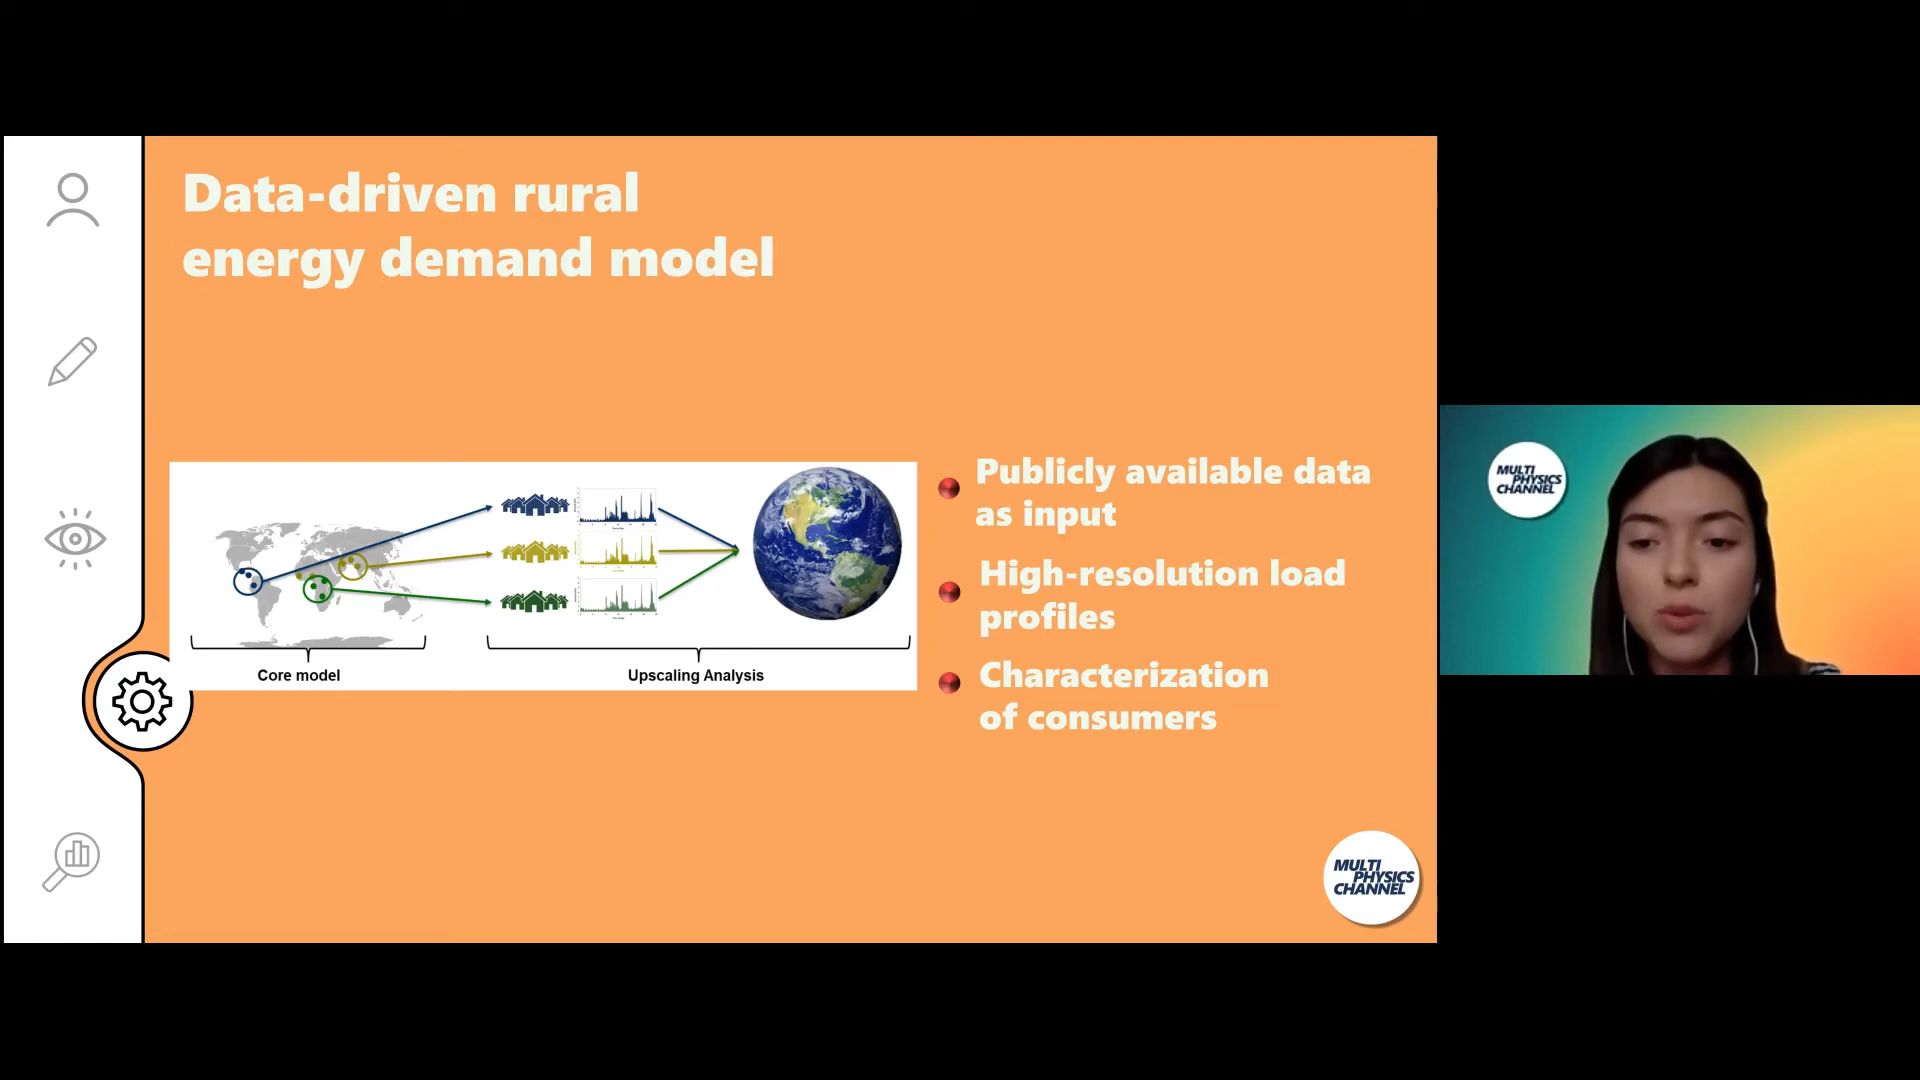 Data-driven rural
energy demand model
Core model
Upscaling Analysis
Publicly available data
as input
High-resolution load
profiles
Characterization
of consumers
MULTI
PHYSICS
CHANNEL
MULTI
PHYSICS
CHANNEL